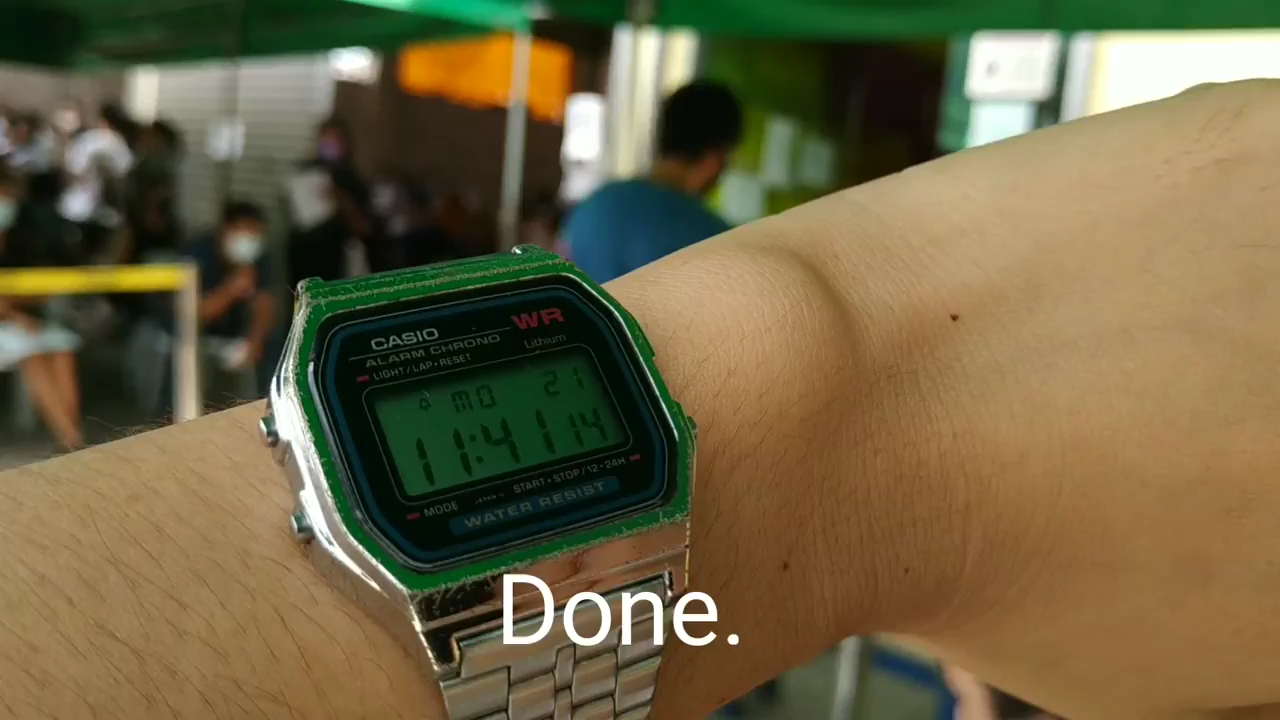 CASIO WR
ALARM CHRONO Lithium
LIGHT/LAP•RESET
MO 21
11:41 14
MODE START•STOP/12•24H
WATER RESIST
Done.